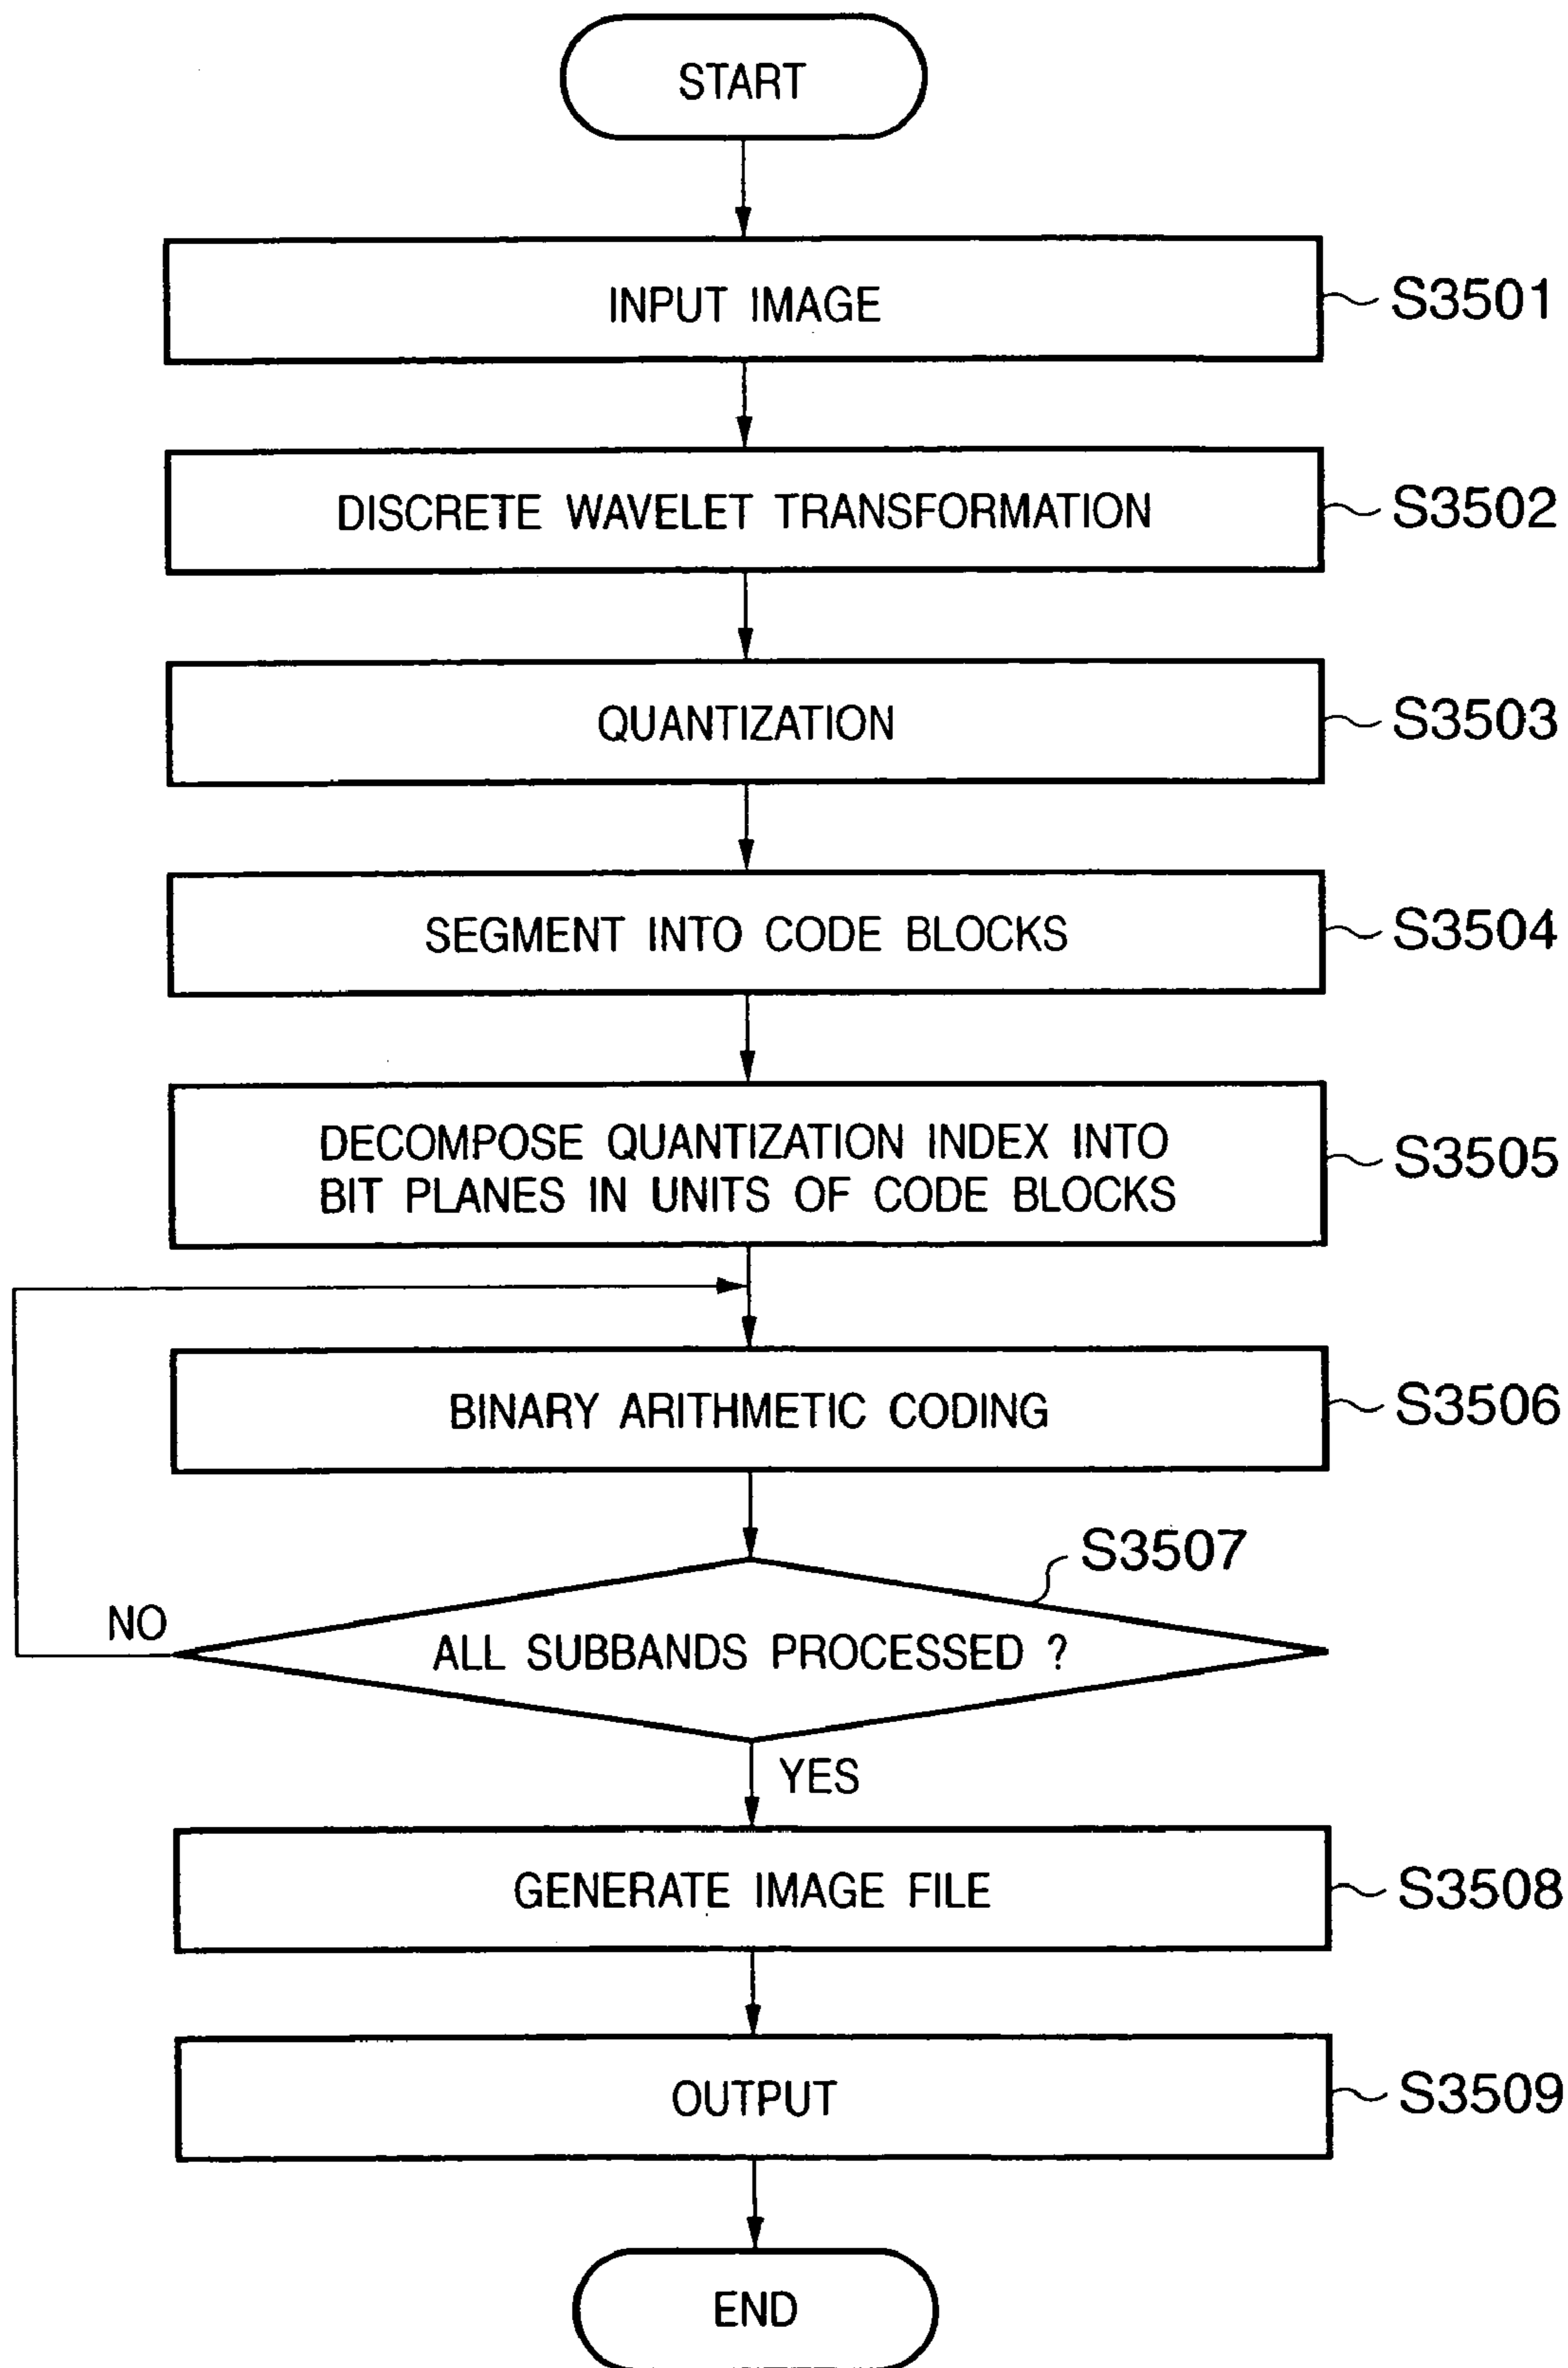 START
INPUT IMAGE
S3501
DISCRETE WAVELET TRANSFORMATION
S3502
QUANTIZATION
S3503
SEGMENT INTO CODE BLOCKS
S3504
DECOMPOSE QUANTIZATION INDEX INTO
BIT PLANES IN UNITS OF CODE BLOCKS
S3505
BINARY ARITHMETIC CODING
S3506
S3507
NO
ALL SUBBANDS PROCESSED ?
YES
GENERATE IMAGE FILE
S3508
OUTPUT
S3509
END